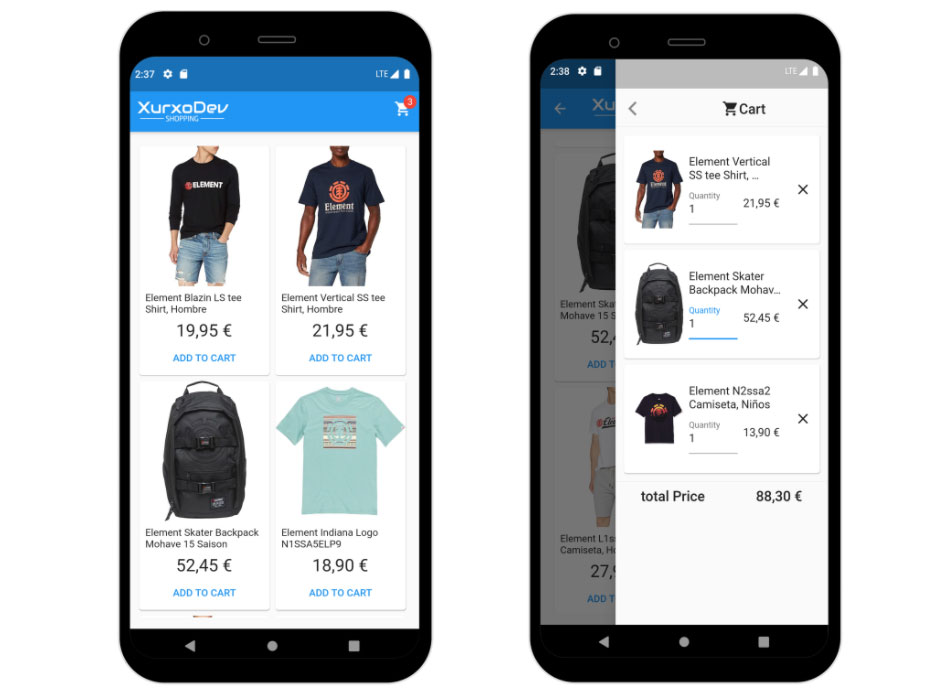 2:37
LTE
XurxoDev
SHOPPING
3
ELEMENT
Element
Element Blazin LS tee
Shirt, Hombre
19,95 €
ADD TO CART
Element Vertical SS tee
Shirt, Hombre
21,95 €
ADD TO CART
Element Skater Backpack
Mohave 15 Saison
52,45 €
ADD TO CART
Element Indiana Logo
N1SSA5ELP9
18,90 €
ADD TO CART
2:38
LTE
Xu
Cart
Element Vertical
SS tee Shirt, ...
Quantity
1
21,95 €
Element Skater
Backpack Mohav...
Quantity
1
52,45 €
Element N2ssa2
Camiseta, Niños
Quantity
1
13,90 €
total Price
88,30 €
Element Ska
Mohave 15 S
52,
ADD T
Element L1s
Camiseta, Ho
27,
ADD T